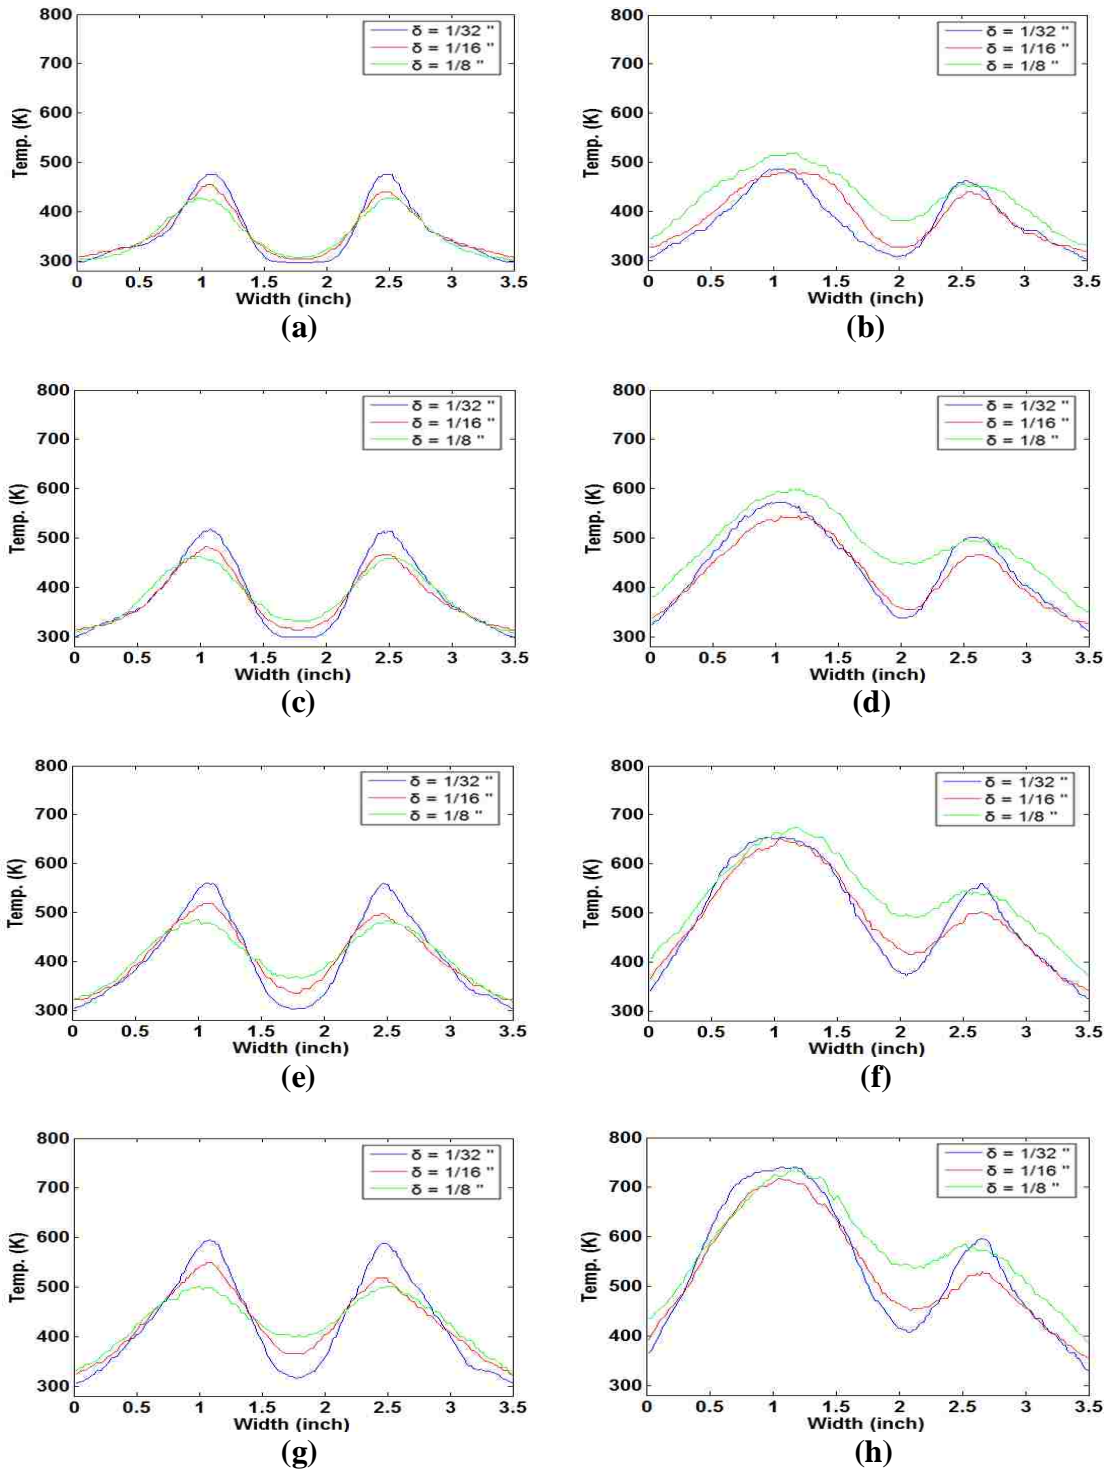 800
700
600
500
400
300
Temp. (K)
δ = 1/32 "
δ = 1/16 "
δ = 1/8 "
0 0.5 1 1.5 2 2.5 3 3.5
Width (inch)
(a)
800
700
600
500
400
300
Temp. (K)
δ = 1/32 "
δ = 1/16 "
δ = 1/8 "
0 0.5 1 1.5 2 2.5 3 3.5
Width (inch)
(b)
800
700
600
500
400
300
Temp. (K)
δ = 1/32 "
δ = 1/16 "
δ = 1/8 "
0 0.5 1 1.5 2 2.5 3 3.5
Width (inch)
(c)
800
700
600
500
400
300
Temp. (K)
δ = 1/32 "
δ = 1/16 "
δ = 1/8 "
0 0.5 1 1.5 2 2.5 3 3.5
Width (inch)
(d)
800
700
600
500
400
300
Temp. (K)
δ = 1/32 "
δ = 1/16 "
δ = 1/8 "
0 0.5 1 1.5 2 2.5 3 3.5
Width (inch)
(e)
800
700
600
500
400
300
Temp. (K)
δ = 1/32 "
δ = 1/16 "
δ = 1/8 "
0 0.5 1 1.5 2 2.5 3 3.5
Width (inch)
(f)
800
700
600
500
400
300
Temp. (K)
δ = 1/32 "
δ = 1/16 "
δ = 1/8 "
0 0.5 1 1.5 2 2.5 3 3.5
Width (inch)
(g)
800
700
600
500
400
300
Temp. (K)
δ = 1/32 "
δ = 1/16 "
δ = 1/8 "
0 0.5 1 1.5 2 2.5 3 3.5
Width (inch)
(h)